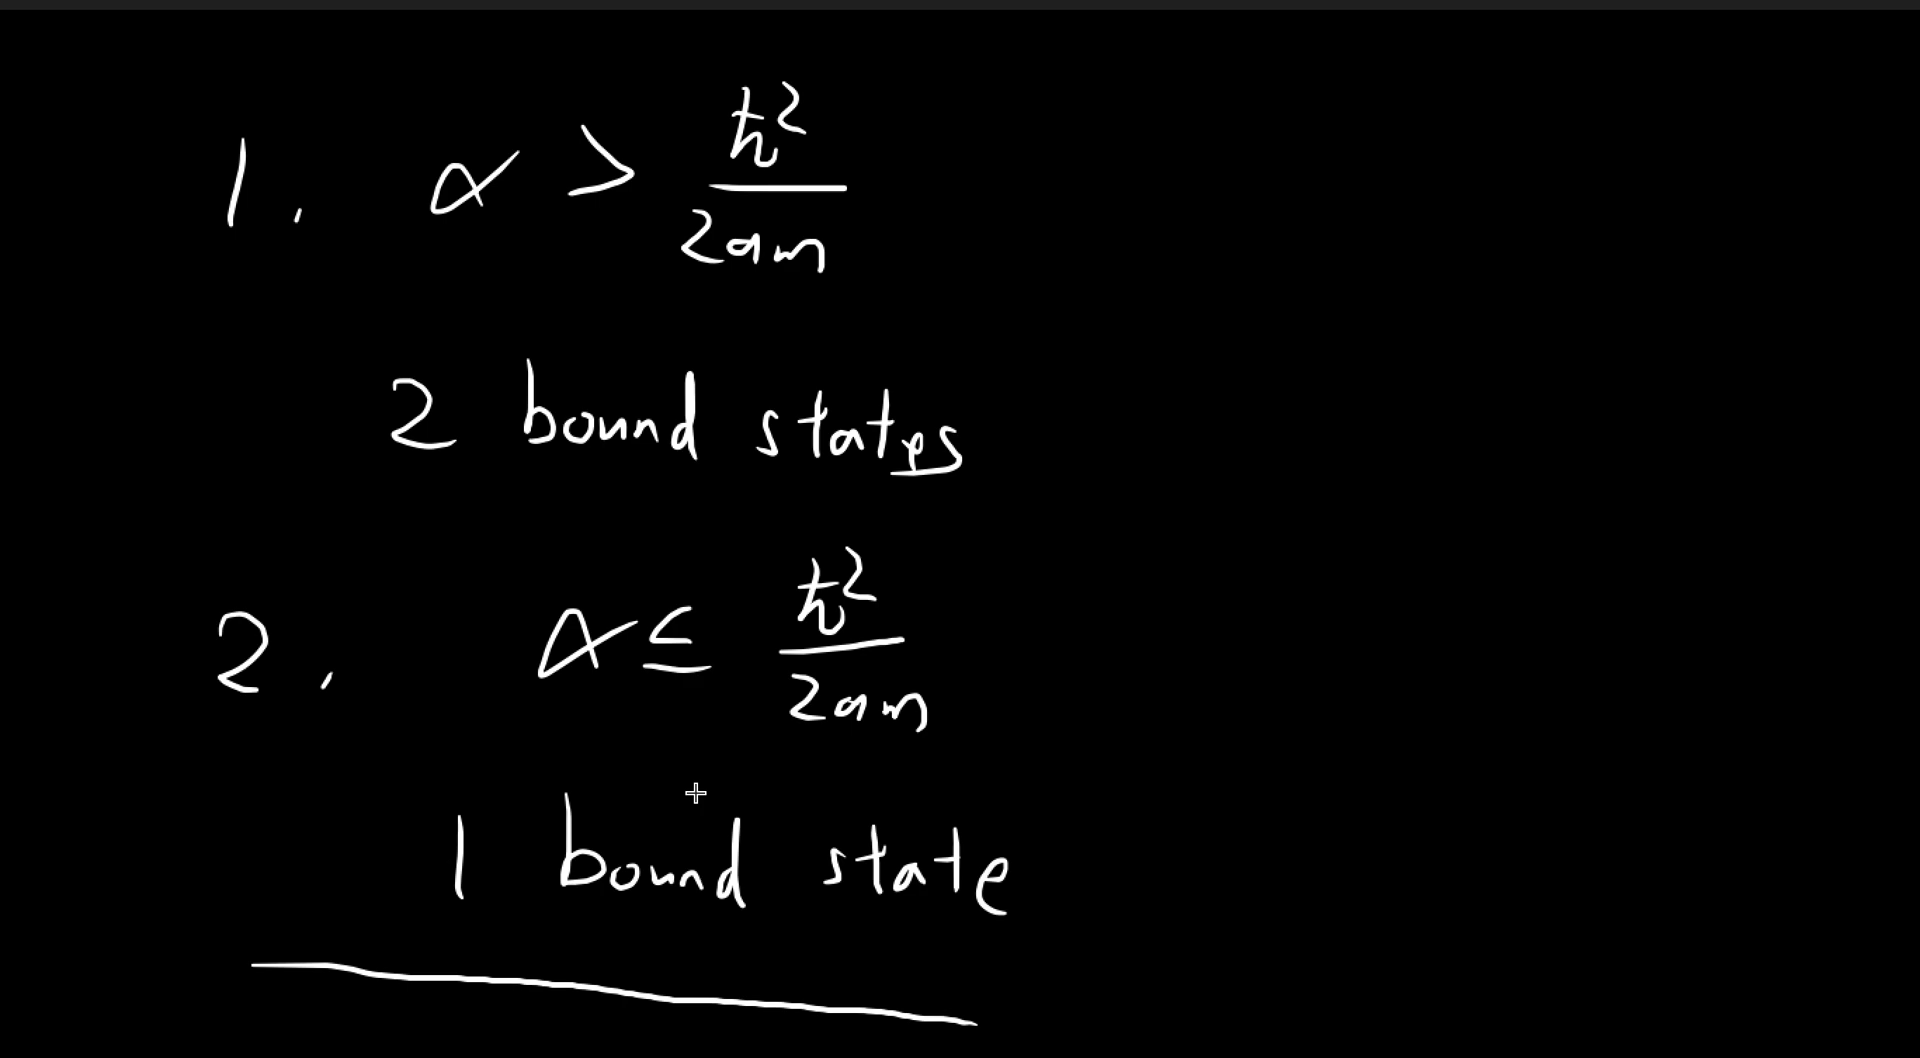 1. α > ħ²/2am
2 bound states
2. α ≤ ħ²/2am
1 bound state